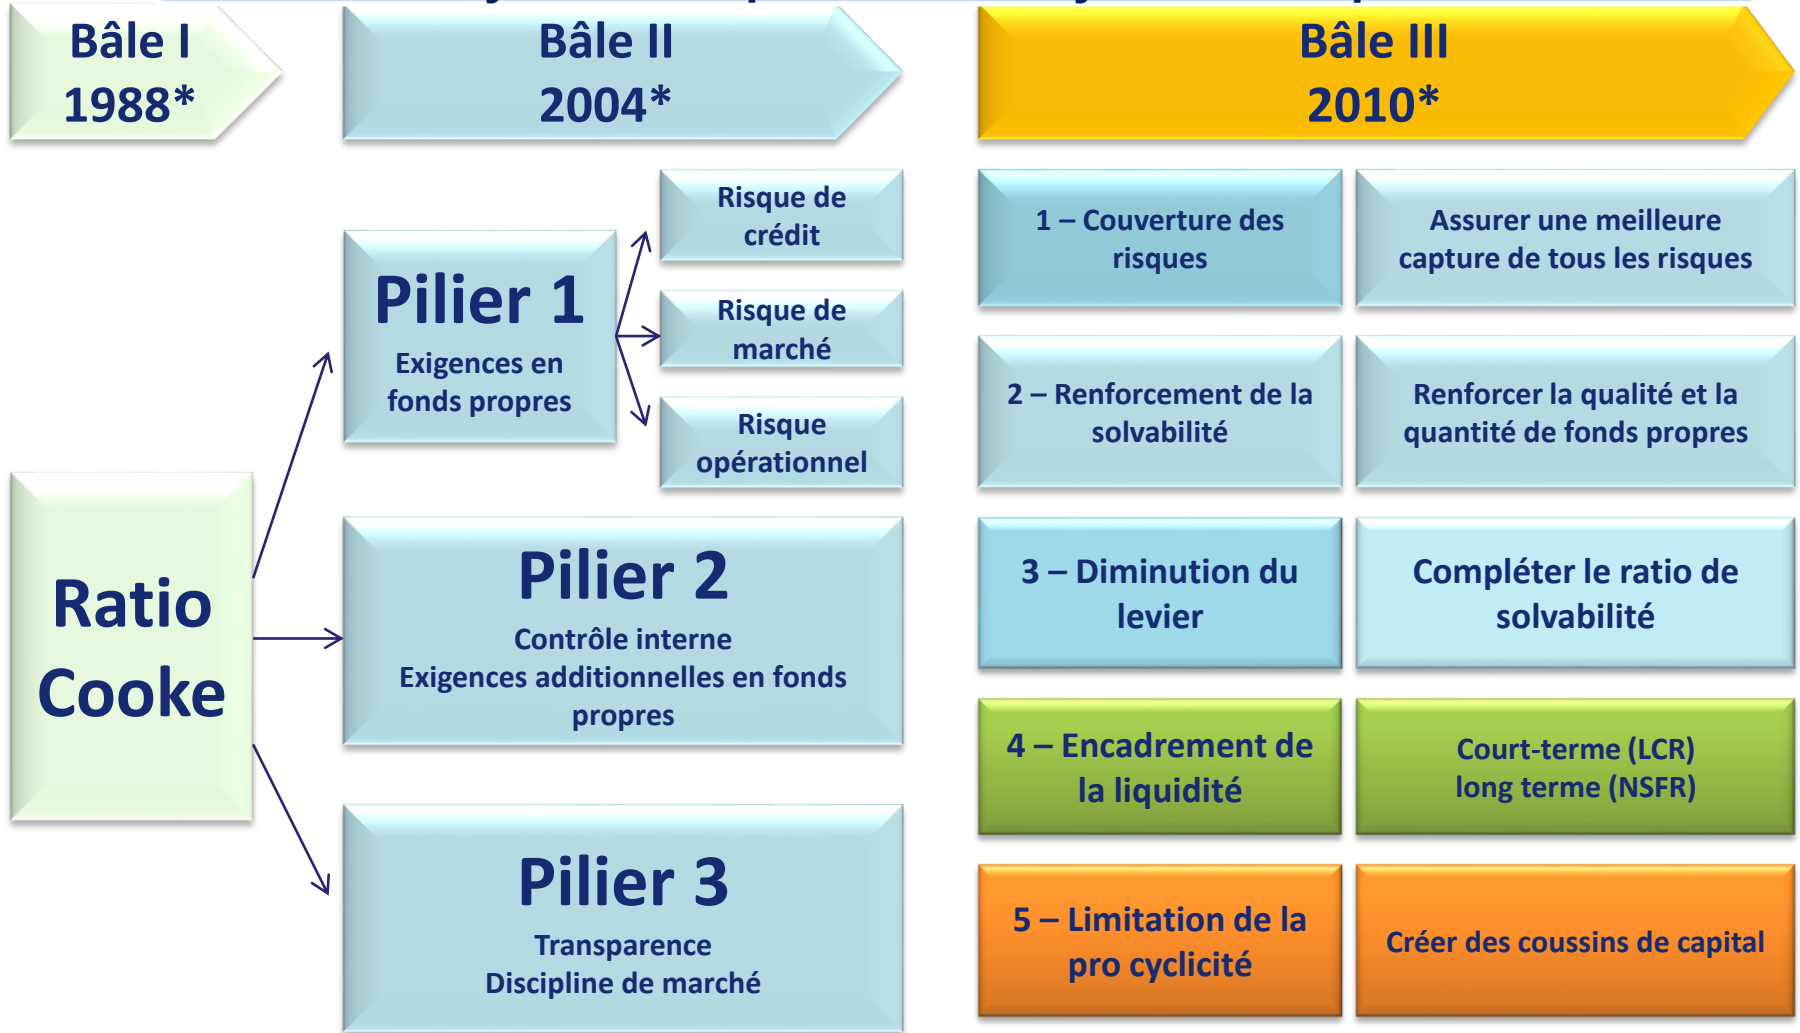 Bâle I
1988*
Bâle II
2004*
Bâle III
2010*
Ratio
Cooke
Pilier 1
Exigences en
fonds propres
Risque de
crédit
Risque de
marché
Risque
opérationnel
Pilier 2
Contrôle interne
Exigences additionnelles en fonds
propres
Pilier 3
Transparence
Discipline de marché
1 – Couverture des
risques
Assurer une meilleure
capture de tous les risques
2 – Renforcement de la
solvabilité
Renforcer la qualité et la
quantité de fonds propres
3 – Diminution du
levier
Compléter le ratio de
solvabilité
4 – Encadrement de
la liquidité
Court-terme (LCR)
long terme (NSFR)
5 – Limitation de la
pro cyclicité
Créer des coussins de capital